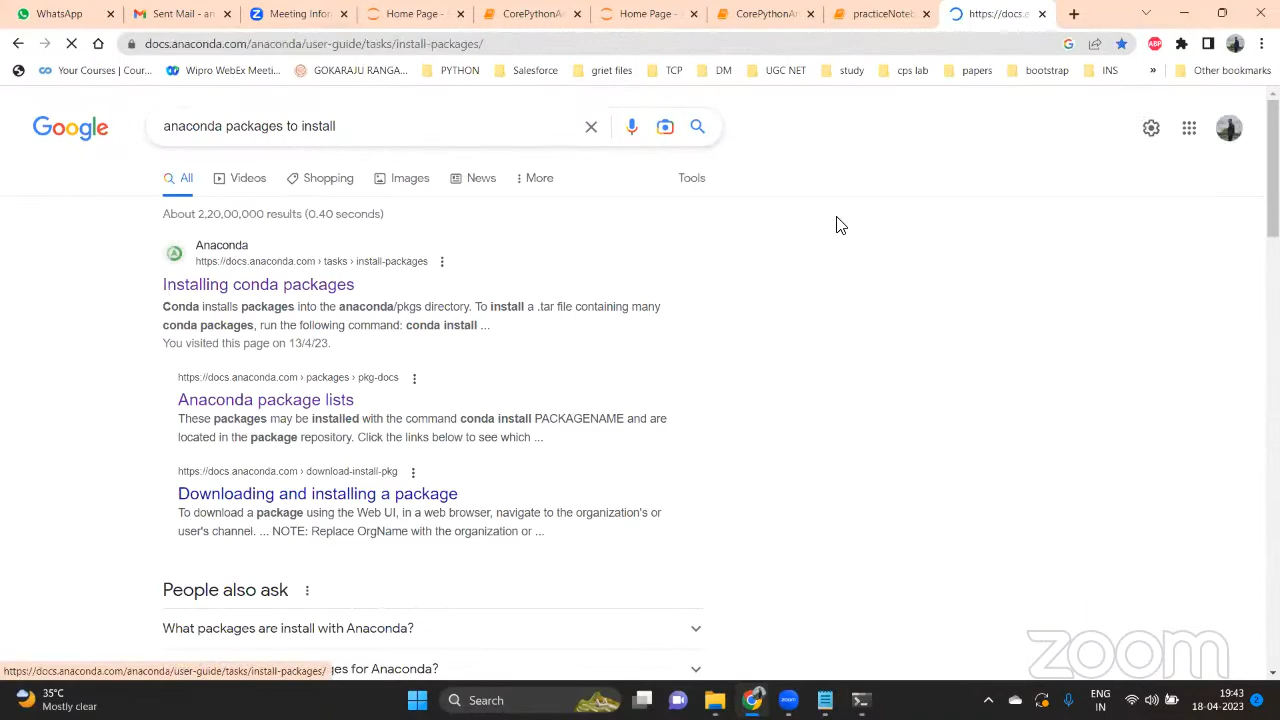 WhatsApp
Sent Mail - an
Meeting Infor
Home Page -
CorePythonAr
Home Page -
CorePythonAr
practiceNoteb
https://docs.e
docs.anaconda.com/anaconda/user-guide/tasks/install-packages/
Your Courses | Cour...
Wipro WebEx Meeti...
GOKARAJU RANGA...
PYTHON
Salesforce
griet files
TCP
DM
UGC NET
study
cps lab
papers
bootstrap
INS
»
Other bookmarks
Google
anaconda packages to install
All
Videos
Shopping
Images
News
More
Tools
About 2,20,00,000 results (0.40 seconds)
Anaconda
https://docs.anaconda.com › tasks › install-packages
Installing conda packages
Conda installs packages into the anaconda/pkgs directory. To install a .tar file containing many
conda packages, run the following command: conda install ...
You visited this page on 13/4/23.
https://docs.anaconda.com › packages › pkg-docs
Anaconda package lists
These packages may be installed with the command conda install PACKAGENAME and are
located in the package repository. Click the links below to see which ...
https://docs.anaconda.com › download-install-pkg
Downloading and installing a package
To download a package using the Web UI, in a web browser, navigate to the organization's or
user's channel. ... NOTE: Replace OrgName with the organization or ...
People also ask
What packages are install with Anaconda?
https://docs.anaconda.com/anaconda/user-guide/tasks/install-packages/
ges for Anaconda?
zoom
35°C
Mostly clear
Search
zoom
ENG
IN
19:43
18-04-2023
2